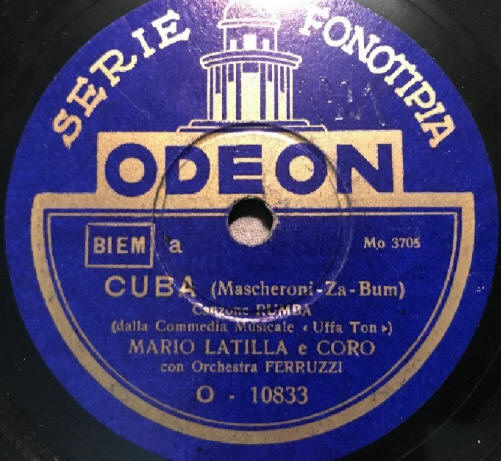 SERIE FONOTIPIA
ODEON
BIEM a Mo 3705
CUBA (Mascheroni-Za-Bum)
Canzone RUMBA
(dalla Commedia Musicale « Uffa Ton »)
MARIO LATILLA e CORO
con Orchestra FERRUZZI
O - 10833